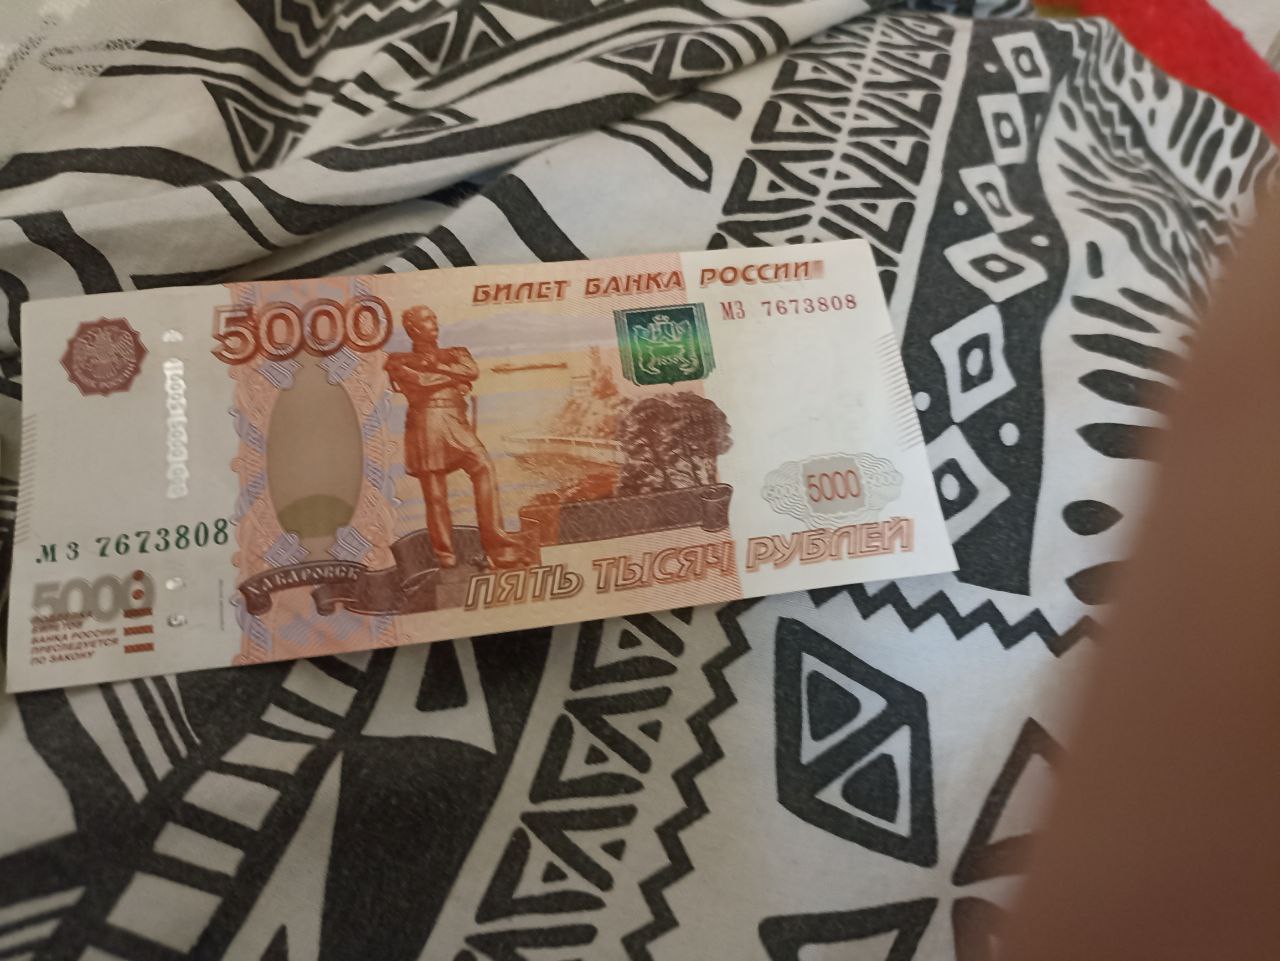 БИЛЕТ БАНКА РОССИИ
5000
МЗ 7673808
5000
МЗ 7673808
ХАБАРОВСК
ПЯТЬ ТЫСЯЧ РУБЛЕЙ
5000
БИЛЕТОВ
БАНКА РОССИИ
ПРЕСЛЕДУЕТСЯ
ПО ЗАКОНУ